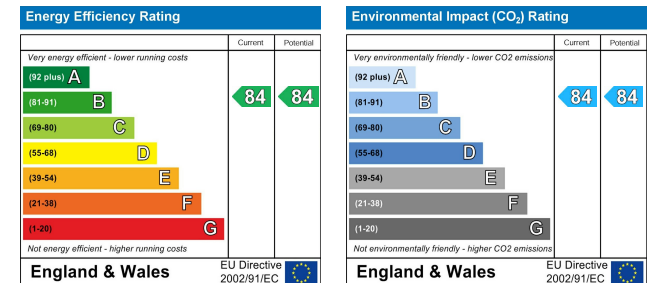 Energy Efficiency Rating
Current Potential
Very energy efficient - lower running costs
(92 plus) A
(81-91) B
84 84
(69-80) C
(55-68) D
(39-54) E
(21-38) F
(1-20) G
Not energy efficient - higher running costs
England & Wales
EU Directive
2002/91/EC
Environmental Impact (CO₂) Rating
Current Potential
Very environmentally friendly - lower CO2 emissions
(92 plus) A
(81-91) B
84 84
(69-80) C
(55-68) D
(39-54) E
(21-38) F
(1-20) G
Not environmentally friendly - higher CO2 emissions
England & Wales
EU Directive
2002/91/EC